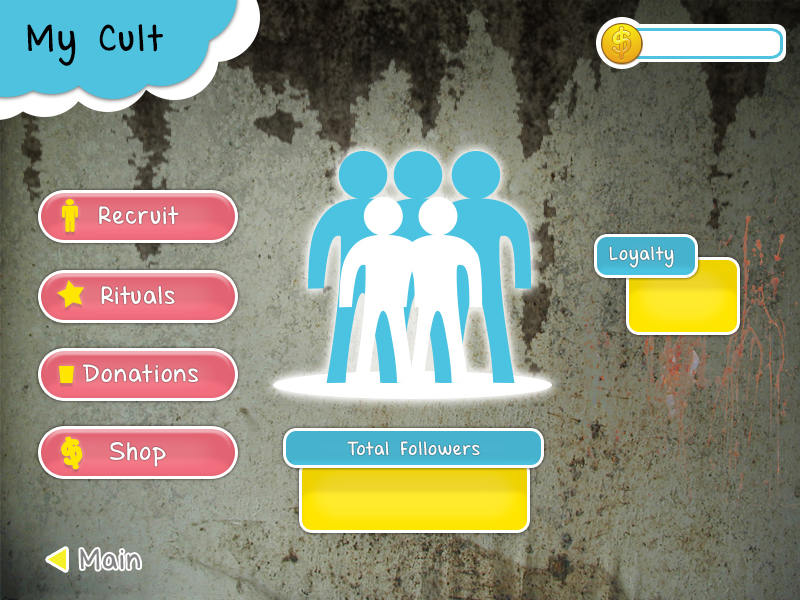 My Cult
$
Recruit
Rituals
Loyalty
Donations
Shop
Total Followers
$
Main